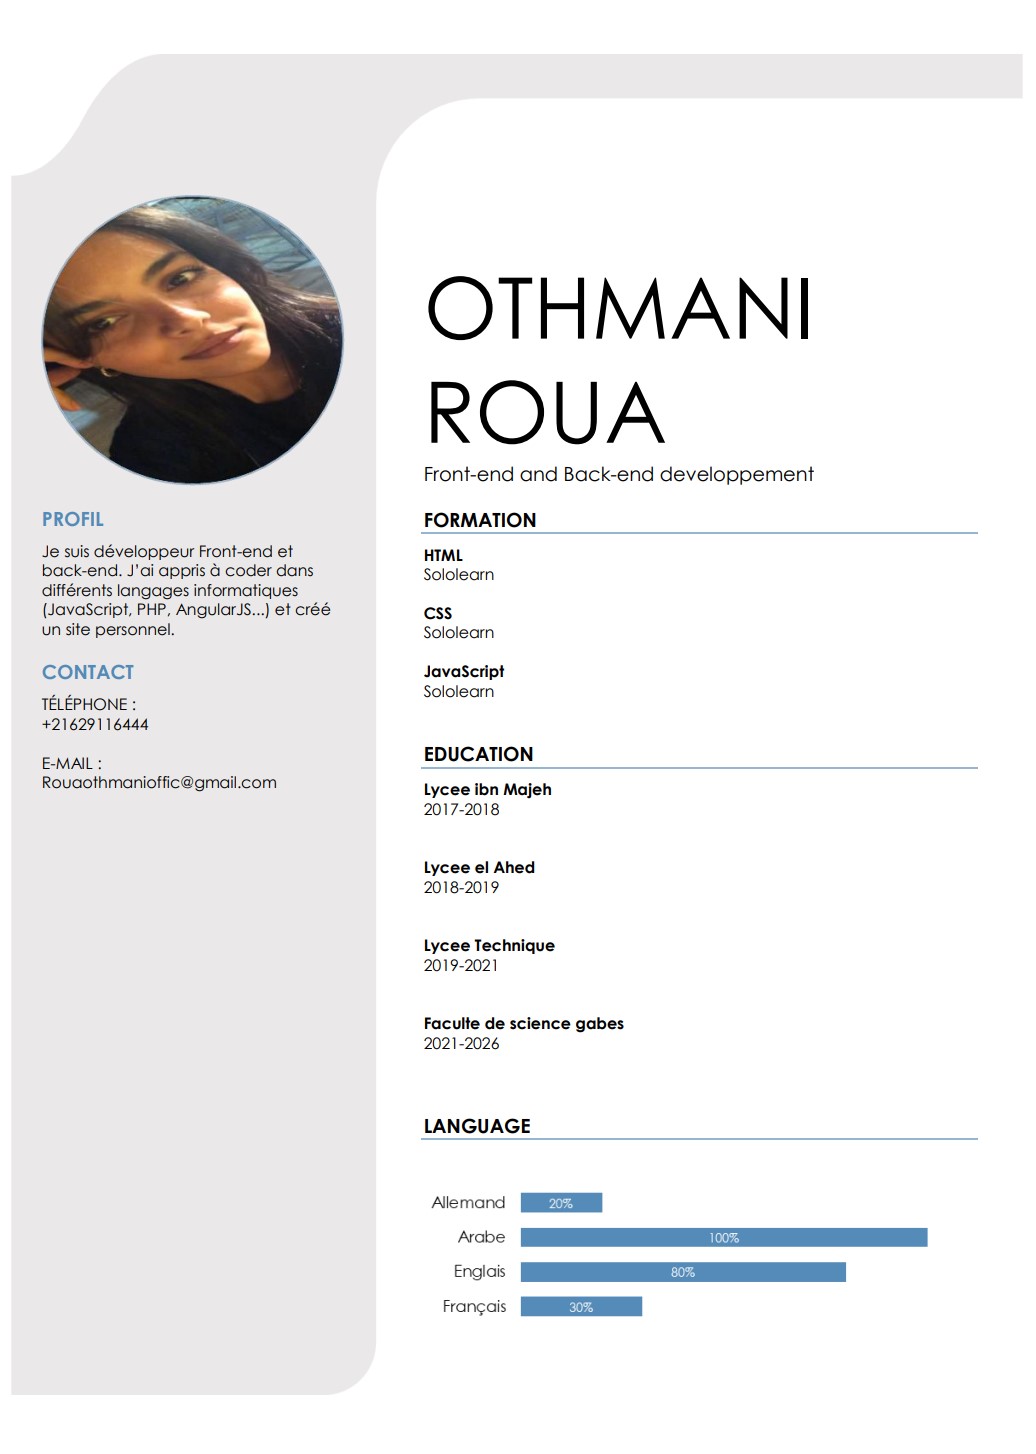 OTHMANI
ROUA
Front-end and Back-end developpement
PROFIL
Je suis développeur Front-end et
back-end. J’ai appris à coder dans
différents langages informatiques
(JavaScript, PHP, AngularJS...) et créé
un site personnel.
CONTACT
TÉLÉPHONE :
+21629116444
E-MAIL :
Rouaothmanioffic@gmail.com
FORMATION
HTML
Sololearn
CSS
Sololearn
JavaScript
Sololearn
EDUCATION
Lycee ibn Majeh
2017-2018
Lycee el Ahed
2018-2019
Lycee Technique
2019-2021
Faculte de science gabes
2021-2026
LANGUAGE
Allemand 20%
Arabe 100%
Englais 80%
Français 30%